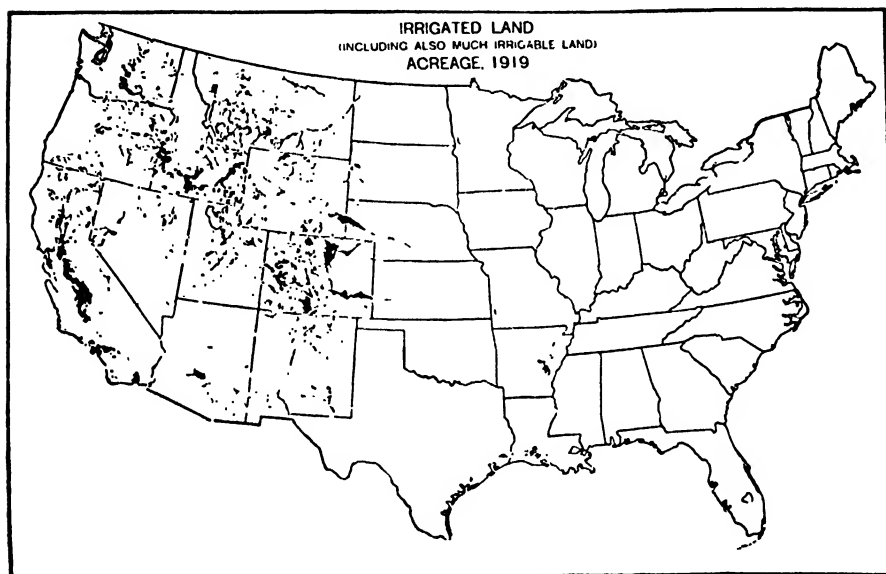 IRRIGATED LAND
(INCLUDING ALSO MUCH IRRIGABLE LAND)
ACREAGE, 1919